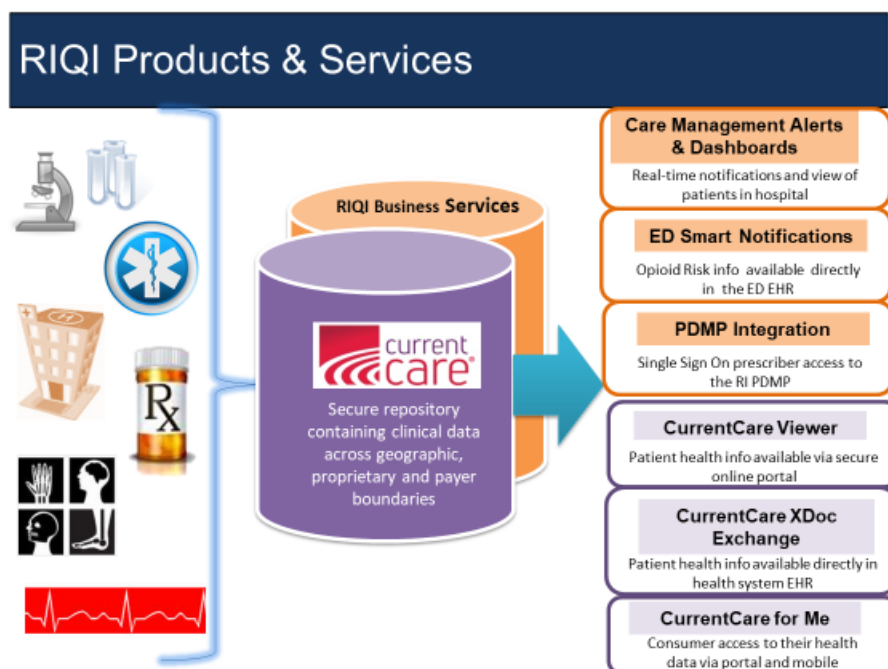 RIQI Products & Services
RIQI Business Services
current
care®
Secure repository
containing clinical data
across geographic,
proprietary and payer
boundaries
H
Rx
Care Management Alerts
& Dashboards
Real-time notifications and view of
patients in hospital
ED Smart Notifications
Opioid Risk info available directly
in the ED EHR
PDMP Integration
Single Sign On prescriber access to
the RI PDMP
CurrentCare Viewer
Patient health info available via secure
online portal
CurrentCare XDoc
Exchange
Patient health info available directly in
health system EHR
CurrentCare for Me
Consumer access to their health
data via portal and mobile